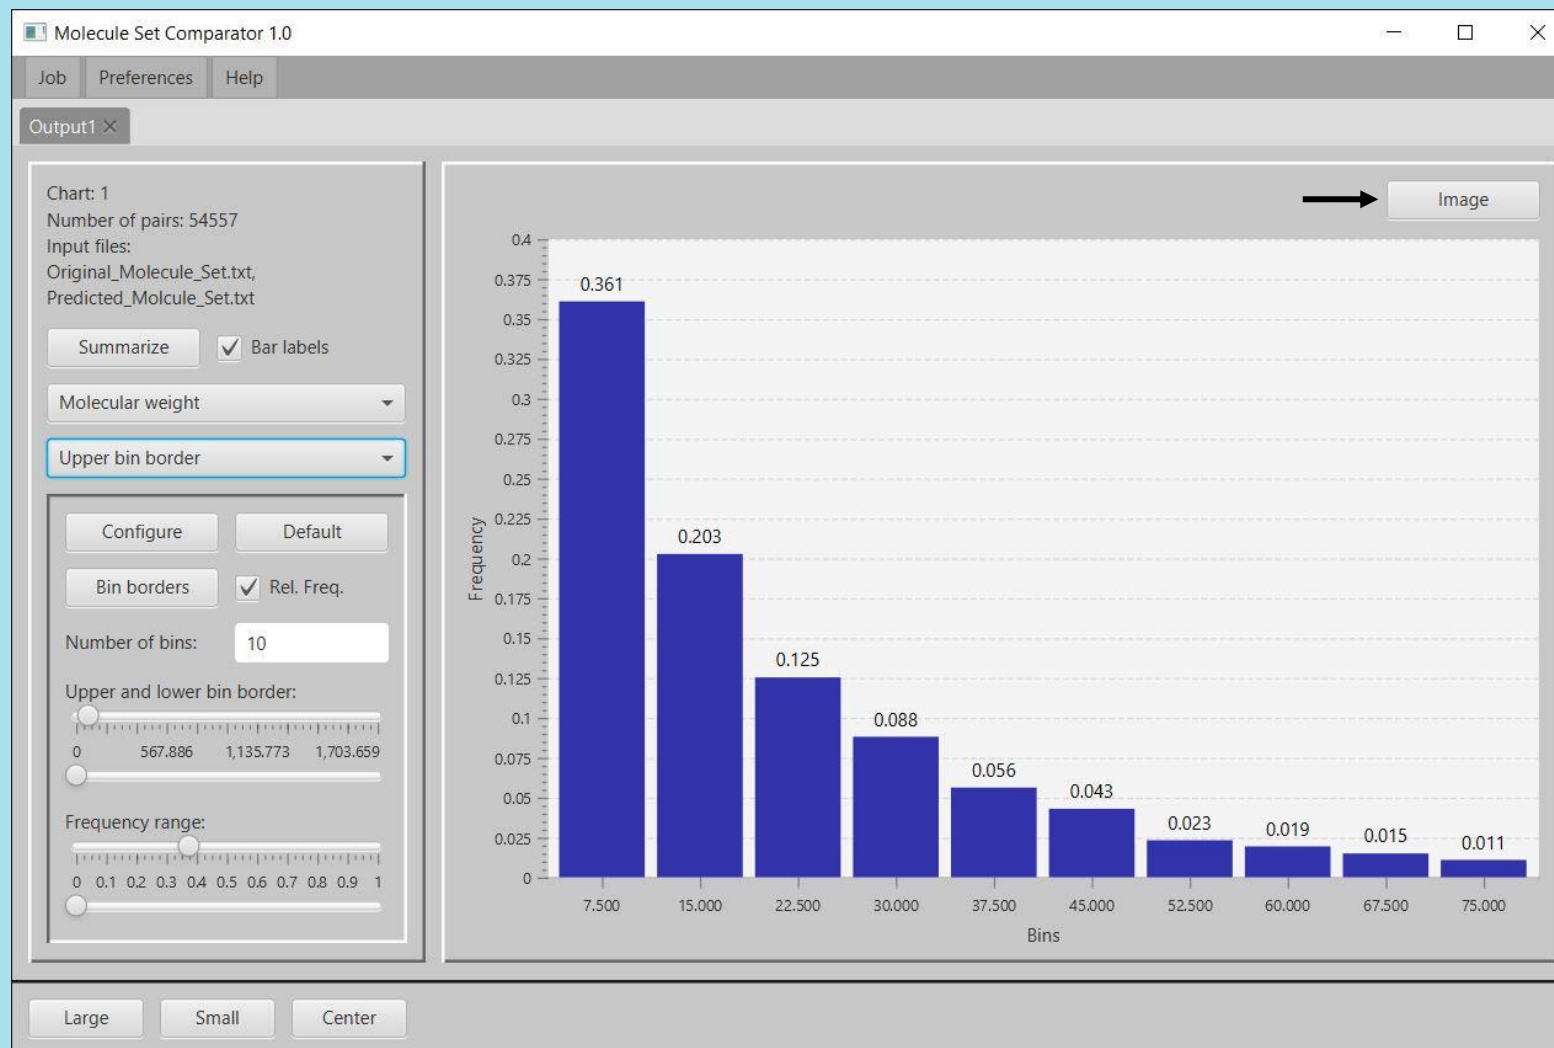 Molecule Set Comparator 1.0
Job Preferences Help
Output1
Chart: 1
Number of pairs: 54557
Input files:
Original_Molecule_Set.txt,
Predicted_Molcule_Set.txt
Summarize Bar labels
Molecular weight
Upper bin border
Configure Default
Bin borders Rel. Freq.
Number of bins: 10
Upper and lower bin border:
0 567.886 1,135.773 1,703.659
Frequency range:
0 0.1 0.2 0.3 0.4 0.5 0.6 0.7 0.8 0.9 1
Image
Frequency
0.4
0.375
0.35
0.325
0.3
0.275
0.25
0.225
0.2
0.175
0.15
0.125
0.1
0.075
0.05
0.025
0
0.361
0.203
0.125
0.088
0.056
0.043
0.023
0.019
0.015
0.011
7.500 15.000 22.500 30.000 37.500 45.000 52.500 60.000 67.500 75.000
Bins
Large Small Center